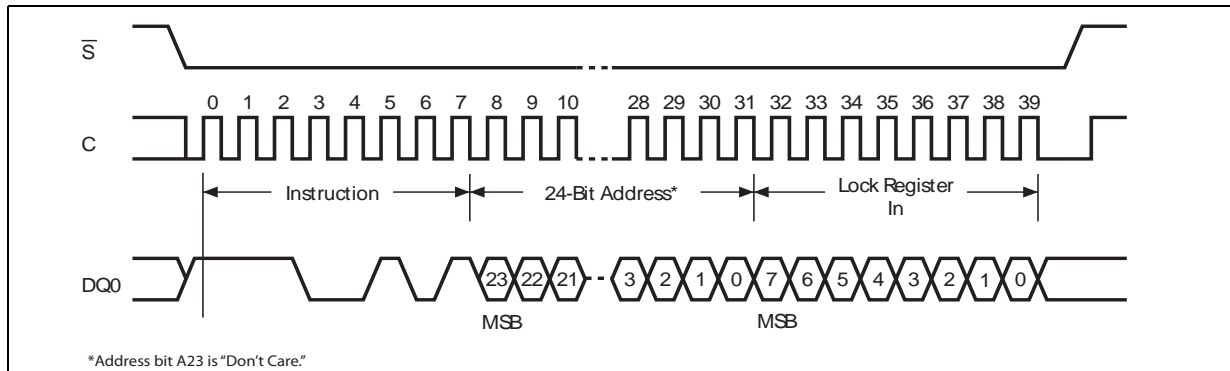 S
0 1 2 3 4 5 6 7 8 9 10 28 29 30 31 32 33 34 35 36 37 38 39
C
Instruction 24-Bit Address* Lock Register
In
DQ0 23 22 21 3 2 1 0 7 6 5 4 3 2 1 0
MSB MSB
*Address bit A23 is “Don’t Care.”